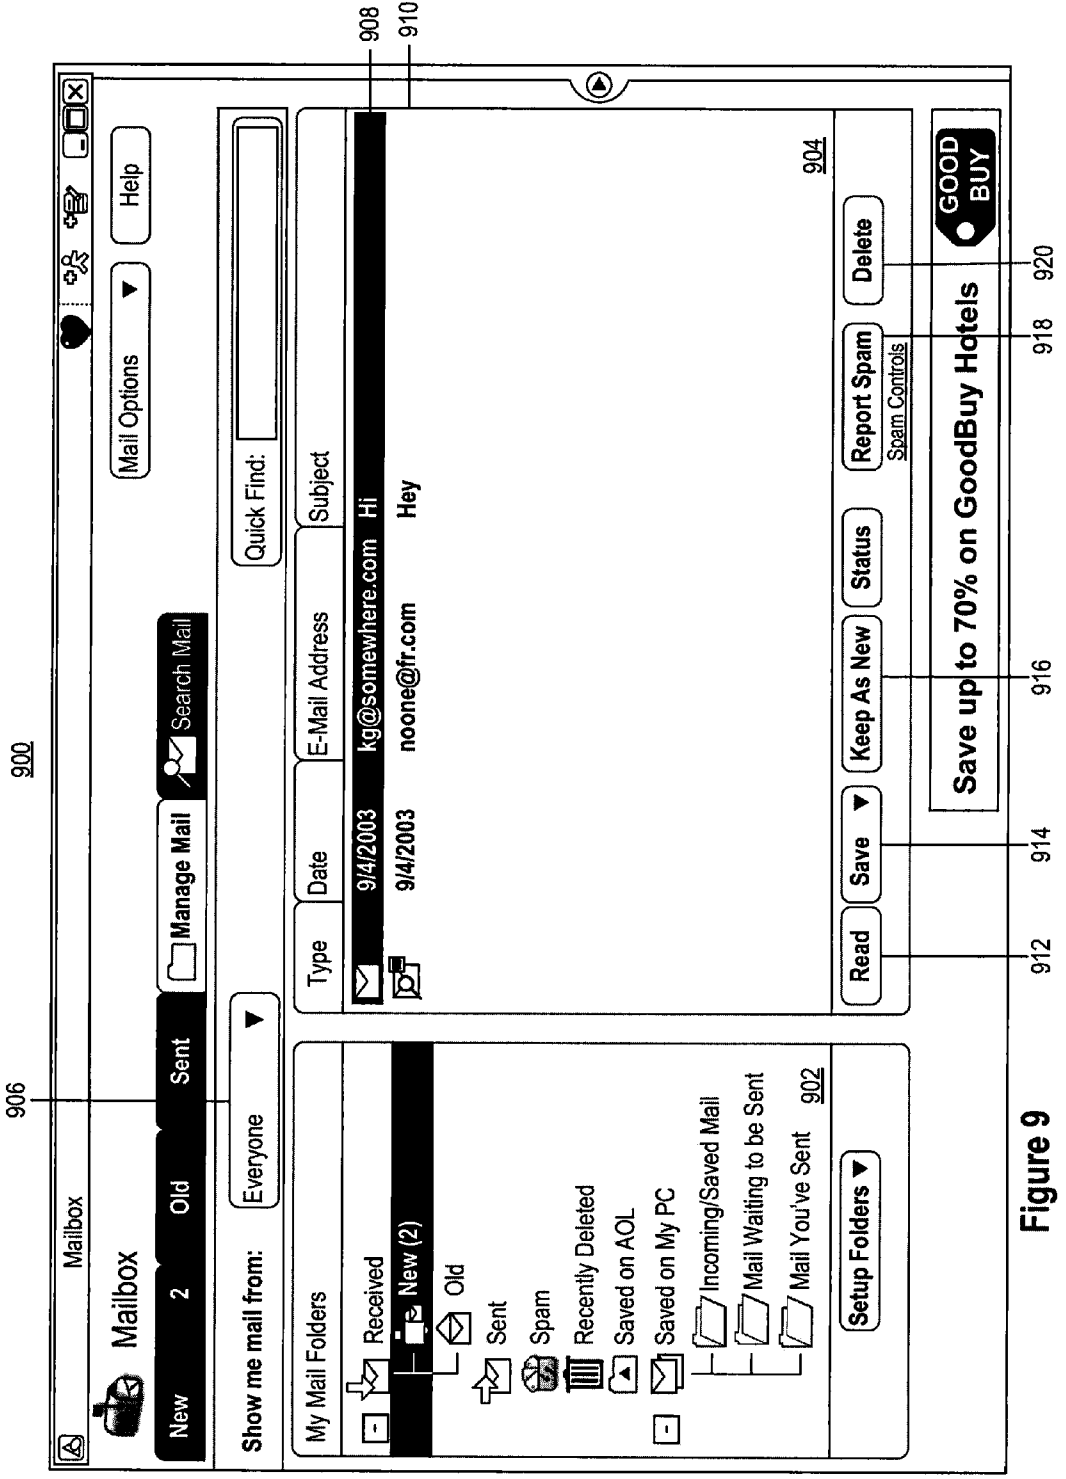 900
Mailbox
Mailbox
Mail Options ▼ Help
New 2 Old Sent Manage Mail Search Mail
906
Show me mail from: Everyone ▼ Quick Find:
My Mail Folders
Received
New (2)
Old
Sent
Spam
Recently Deleted
Saved on AOL
Saved on My PC
Incoming/Saved Mail
Mail Waiting to be Sent
Mail You've Sent
902
Setup Folders ▼
Type Date E-Mail Address Subject
9/4/2003 kg@somewhere.com Hi
908
9/4/2003 noone@fr.com Hey
910
904
Read Save ▼ Keep As New Status Report Spam Delete
Spam Controls
Save up to 70% on GoodBuy Hotels
GOOD
BUY
912 914 916 918 920
Figure 9